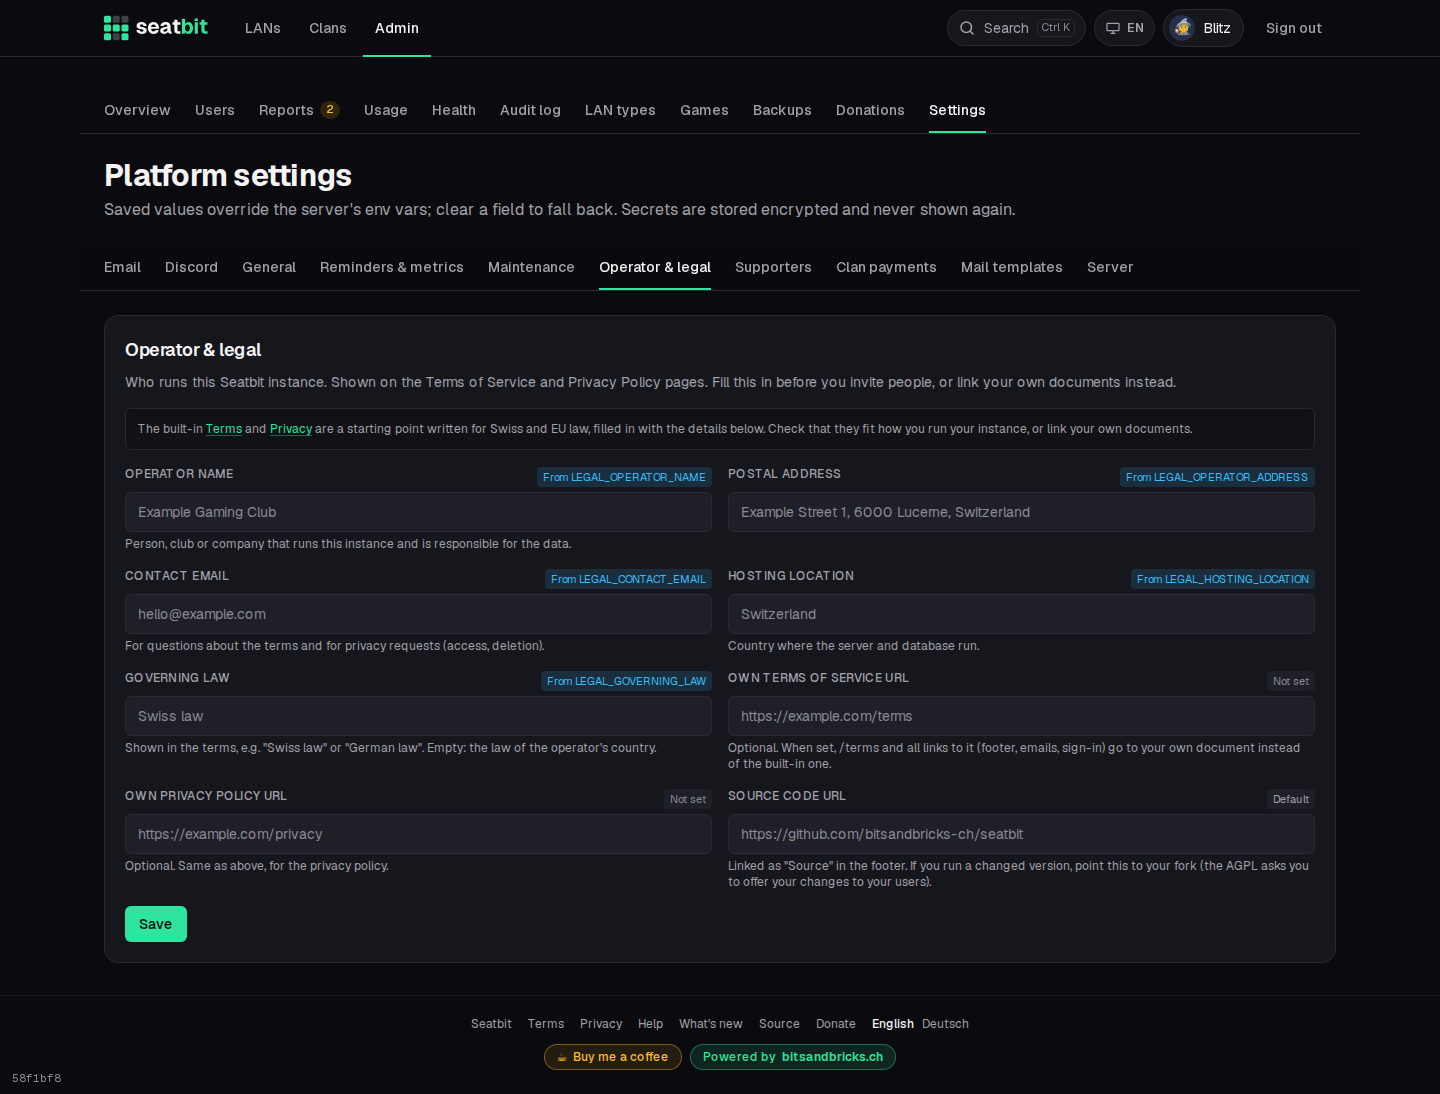 seatbit LANs Clans Admin Search Ctrl K EN Blitz Sign out
Overview Users Reports 2 Usage Health Audit log LAN types Games Backups Donations Settings
Platform settings
Saved values override the server's env vars; clear a field to fall back. Secrets are stored encrypted and never shown again.
Email Discord General Reminders & metrics Maintenance Operator & legal Supporters Clan payments Mail templates Server
Operator & legal
Who runs this Seatbit instance. Shown on the Terms of Service and Privacy Policy pages. Fill this in before you invite people, or link your own documents instead.
The built-in Terms and Privacy are a starting point written for Swiss and EU law, filled in with the details below. Check that they fit how you run your instance, or link your own documents.
OPERATOR NAME From LEGAL_OPERATOR_NAME
Example Gaming Club
Person, club or company that runs this instance and is responsible for the data.
POSTAL ADDRESS From LEGAL_OPERATOR_ADDRESS
Example Street 1, 6000 Lucerne, Switzerland
CONTACT EMAIL From LEGAL_CONTACT_EMAIL
hello@example.com
For questions about the terms and for privacy requests (access, deletion).
HOSTING LOCATION From LEGAL_HOSTING_LOCATION
Switzerland
Country where the server and database run.
GOVERNING LAW From LEGAL_GOVERNING_LAW
Swiss law
Shown in the terms, e.g. "Swiss law" or "German law". Empty: the law of the operator's country.
OWN TERMS OF SERVICE URL Not set
https://example.com/terms
Optional. When set, /terms and all links to it (footer, emails, sign-in) go to your own document instead
of the built-in one.
OWN PRIVACY POLICY URL Not set
https://example.com/privacy
Optional. Same as above, for the privacy policy.
SOURCE CODE URL Default
https://github.com/bitsandbricks-ch/seatbit
Linked as "Source" in the footer. If you run a changed version, point this to your fork (the AGPL asks you
to offer your changes to your users).
Save
Seatbit Terms Privacy Help What's new Source Donate English Deutsch
Buy me a coffee Powered by bitsandbricks.ch
58f1bf8